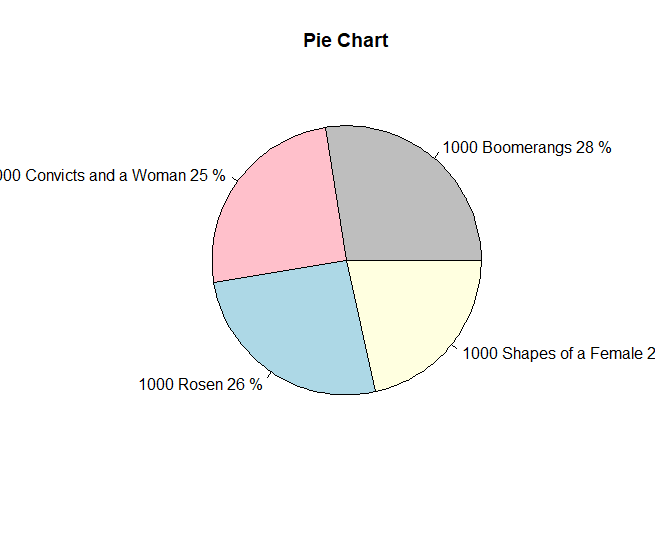 Pie Chart
1000 Boomerangs 28 %
000 Convicts and a Woman 25 %
1000 Rosen 26 %
1000 Shapes of a Female 2